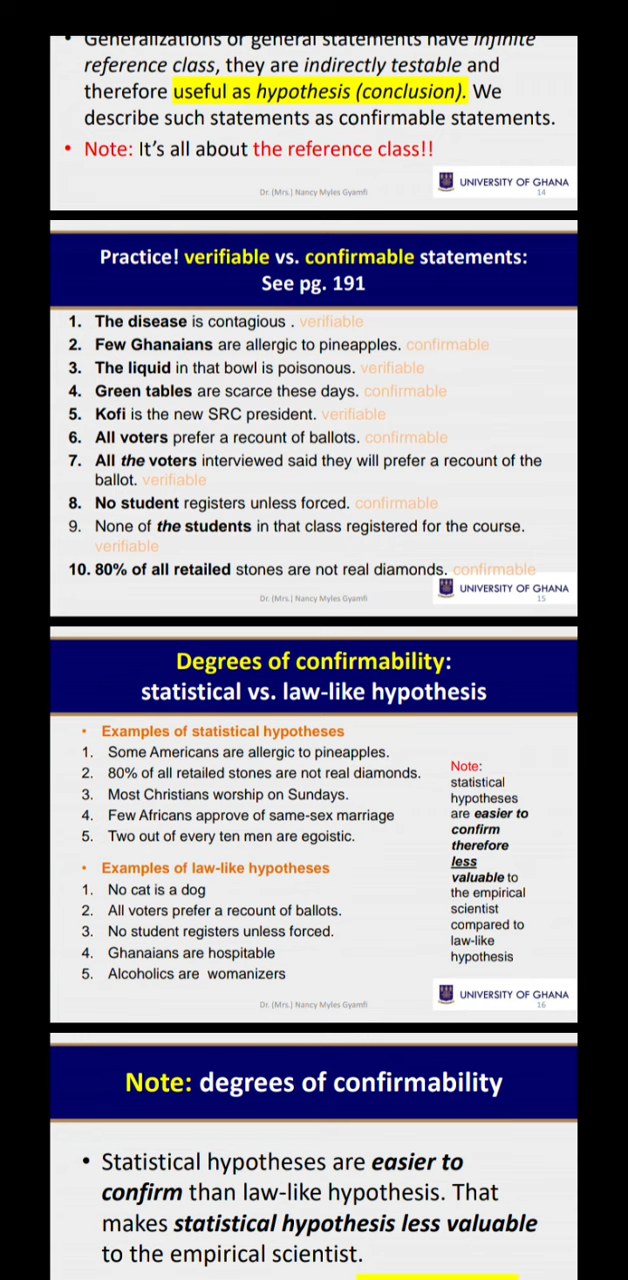 • Generalizations or general statements have infinite
reference class, they are indirectly testable and
therefore useful as hypothesis (conclusion). We
describe such statements as confirmable statements.
• Note: It's all about the reference class!!
UNIVERSITY OF GHANA
Dr. (Mrs.) Nancy Myles Gyamfi
14
Practice! verifiable vs. confirmable statements:
See pg. 191
1. The disease is contagious . verifiable
2. Few Ghanaians are allergic to pineapples. confirmable
3. The liquid in that bowl is poisonous. verifiable
4. Green tables are scarce these days. confirmable
5. Kofi is the new SRC president. verifiable
6. All voters prefer a recount of ballots. confirmable
7. All the voters interviewed said they will prefer a recount of the
ballot. verifiable
8. No student registers unless forced. confirmable
9. None of the students in that class registered for the course.
verifiable
10. 80% of all retailed stones are not real diamonds. confirmable
UNIVERSITY OF GHANA
Dr. (Mrs.) Nancy Myles Gyamfi
15
Degrees of confirmability:
statistical vs. law-like hypothesis
• Examples of statistical hypotheses
1. Some Americans are allergic to pineapples.
2. 80% of all retailed stones are not real diamonds.
3. Most Christians worship on Sundays.
4. Few Africans approve of same-sex marriage
5. Two out of every ten men are egoistic.
• Examples of law-like hypotheses
1. No cat is a dog
2. All voters prefer a recount of ballots.
3. No student registers unless forced.
4. Ghanaians are hospitable
5. Alcoholics are womanizers
Note:
statistical
hypotheses
are easier to
confirm
therefore
less
valuable to
the empirical
scientist
compared to
law-like
hypothesis
UNIVERSITY OF GHANA
Dr. (Mrs.) Nancy Myles Gyamfi
16
Note: degrees of confirmability
• Statistical hypotheses are easier to
confirm than law-like hypothesis. That
makes statistical hypothesis less valuable
to the empirical scientist.